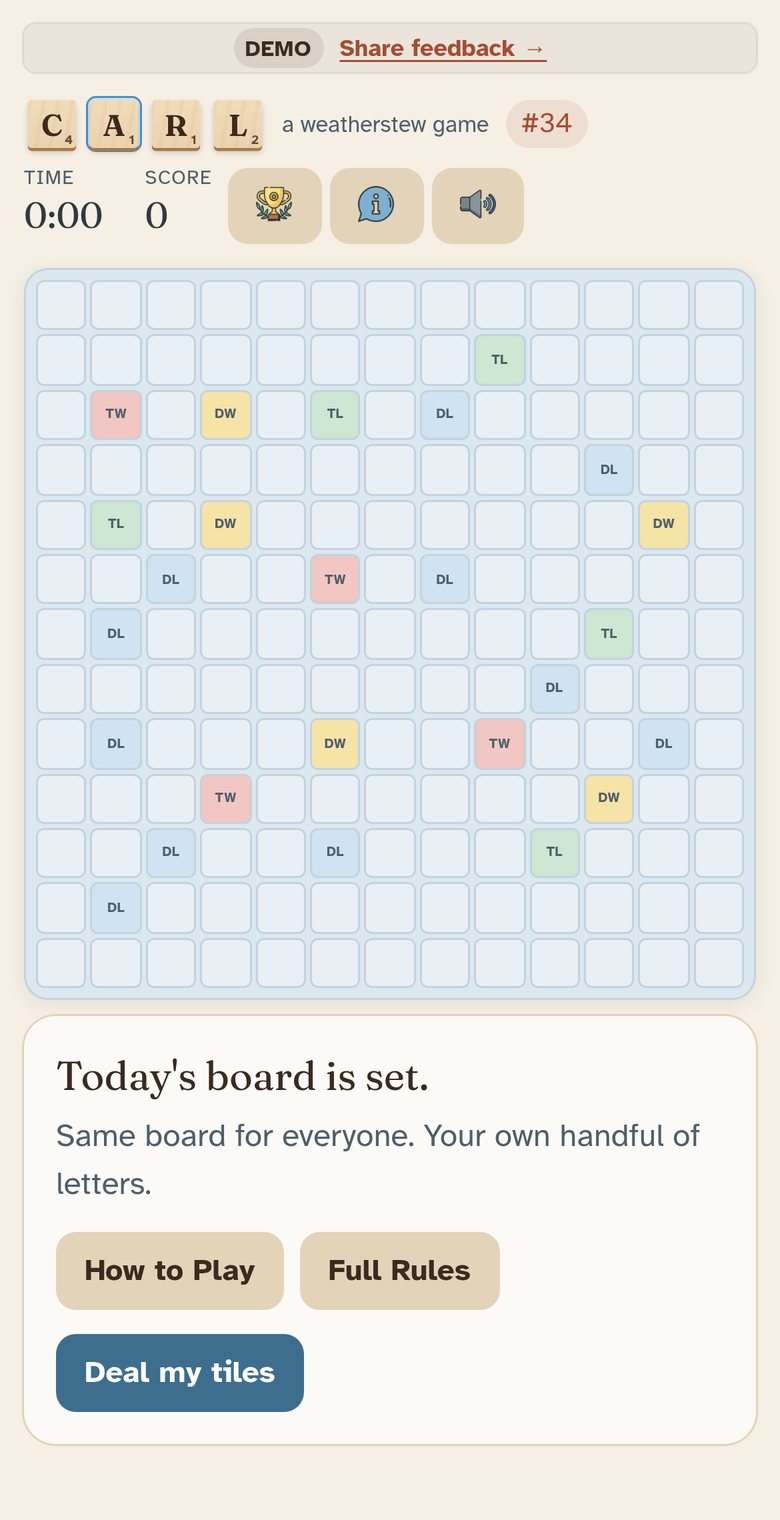 DEMO Share feedback →
C4 A1 R1 L2 a weatherstew game #34
TIME SCORE
0:00 0
TL
TW DW TL DL
DL
TL DW DW
DL TW DL
DL TL
DL
DL DW TW DL
TW DW
DL DL TL
DL
Today's board is set.
Same board for everyone. Your own handful of
letters.
How to Play Full Rules
Deal my tiles